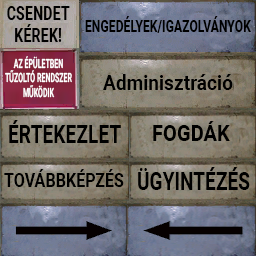 CSENDET
KÉREK!
ENGEDÉLYEK/IGAZOLVÁNYOK
AZ ÉPÜLETBEN
TŰZOLTÓ RENDSZER
MŰKÖDIK
Adminisztráció
ÉRTEKEZLET
FOGDÁK
TOVÁBBKÉPZÉS
ÜGYINTÉZÉS